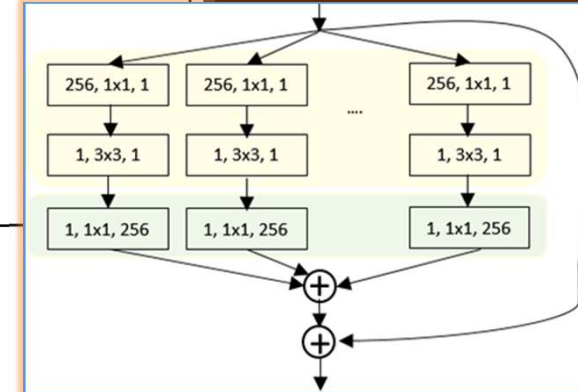 256, 1x1, 1 256, 1x1, 1 256, 1x1, 1
....
1, 3x3, 1 1, 3x3, 1 1, 3x3, 1
1, 1x1, 256 1, 1x1, 256 1, 1x1, 256
+
+